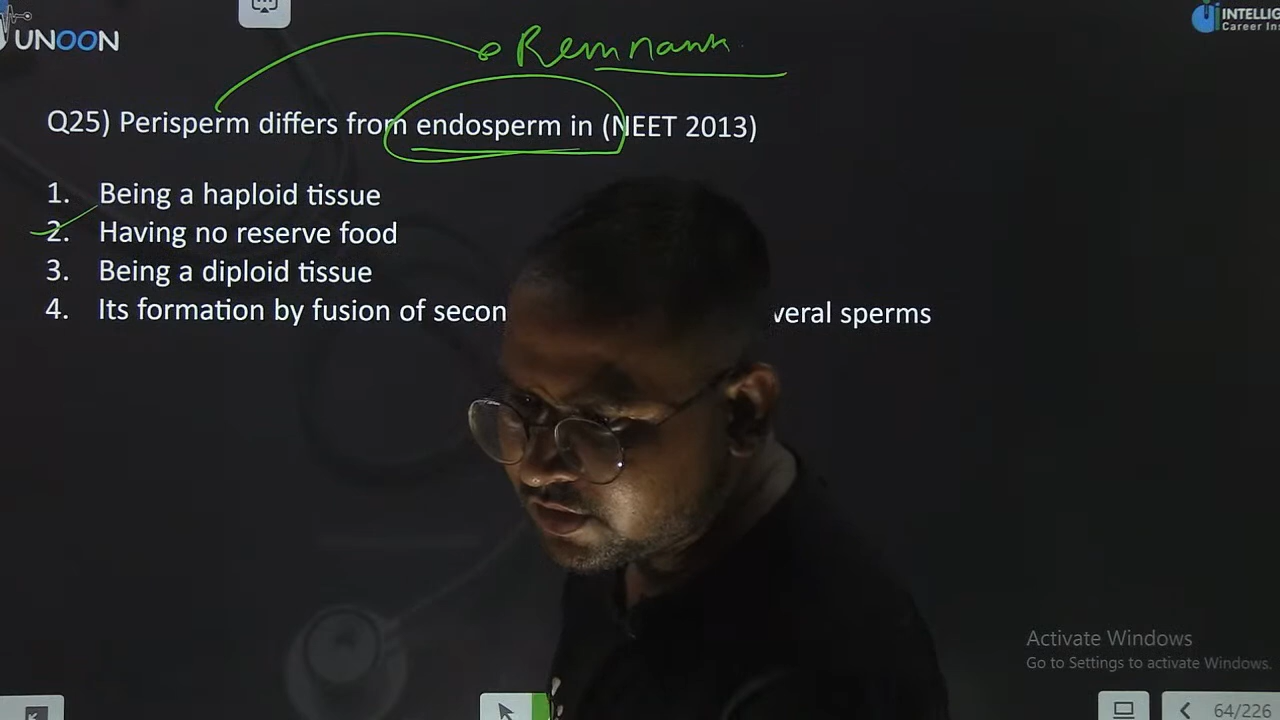 UNOON
INTELLIG
Career Ins
Q25) Perisperm differs from endosperm in (NEET 2013)
1. Being a haploid tissue
2. Having no reserve food
3. Being a diploid tissue
4. Its formation by fusion of secon veral sperms
Activate Windows
Go to Settings to activate Windows.
64/226